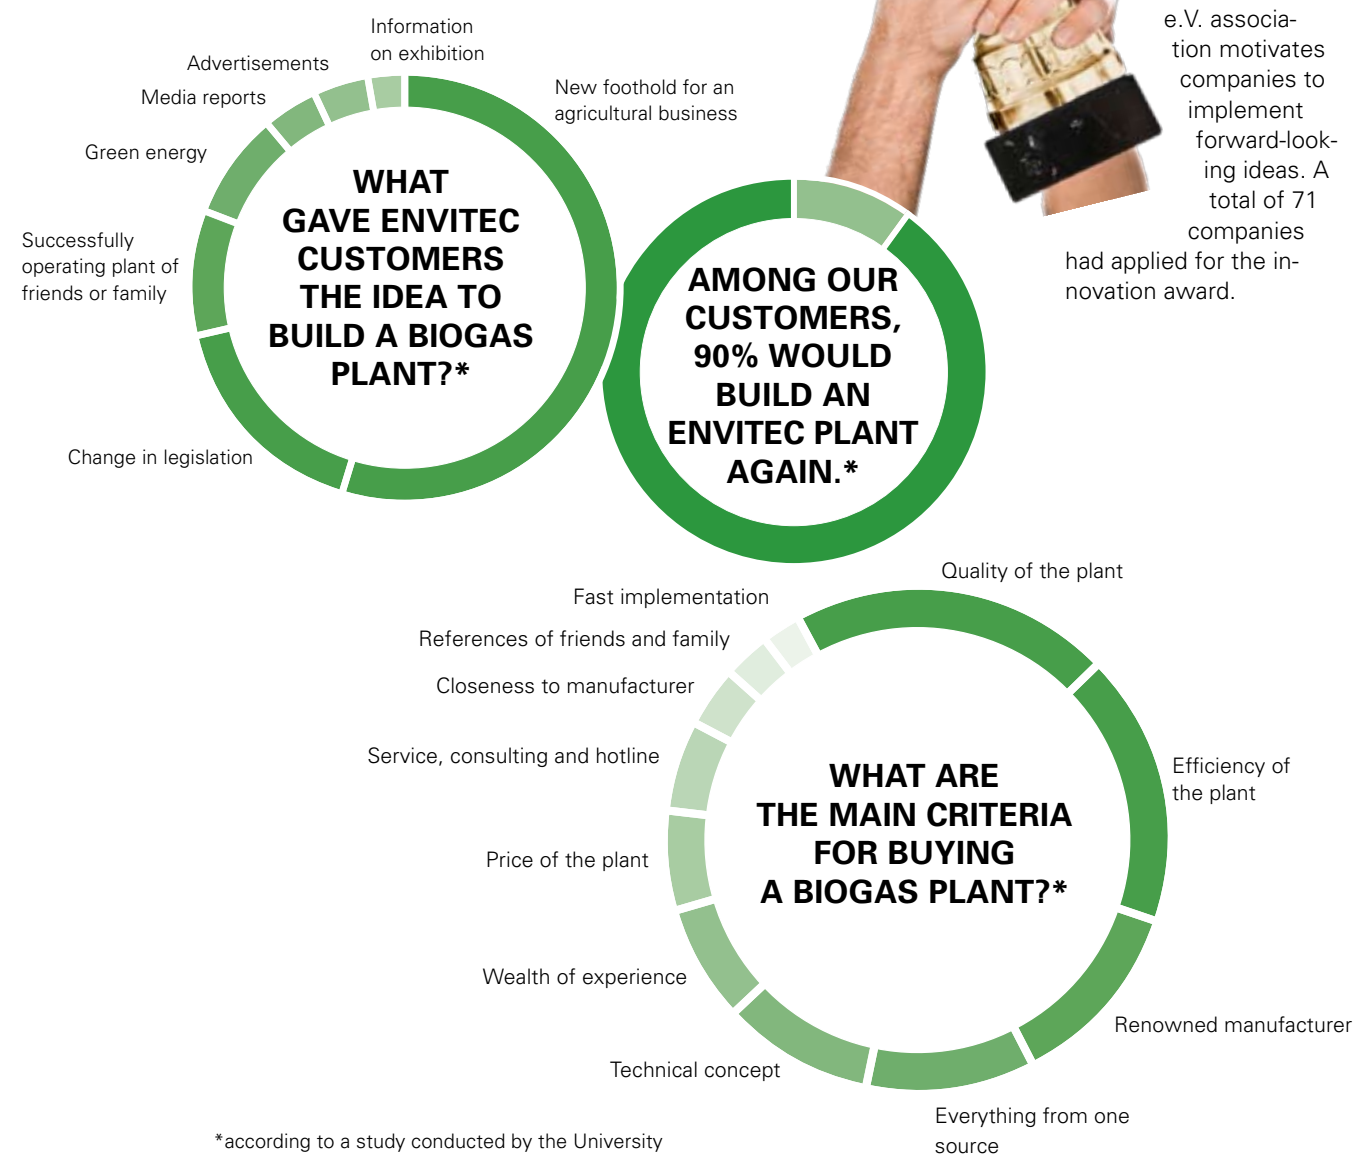 Information
on exhibition
Advertisements
Media reports
Green energy
Successfully
operating plant of
friends or family
Change in legislation
New foothold for an
agricultural business
WHAT
GAVE ENVITEC
CUSTOMERS
THE IDEA TO
BUILD A BIOGAS
PLANT?*
e.V. associa-
tion motivates
companies to
implement
forward-look-
ing ideas. A
total of 71
companies
had applied for the in-
novation award.
AMONG OUR
CUSTOMERS,
90% WOULD
BUILD AN
ENVITEC PLANT
AGAIN.*
Quality of the plant
Fast implementation
References of friends and family
Closeness to manufacturer
Service, consulting and hotline
Price of the plant
Wealth of experience
Technical concept
Efficiency of
the plant
Renowned manufacturer
Everything from one
source
WHAT ARE
THE MAIN CRITERIA
FOR BUYING
A BIOGAS PLANT?*
*according to a study conducted by the University